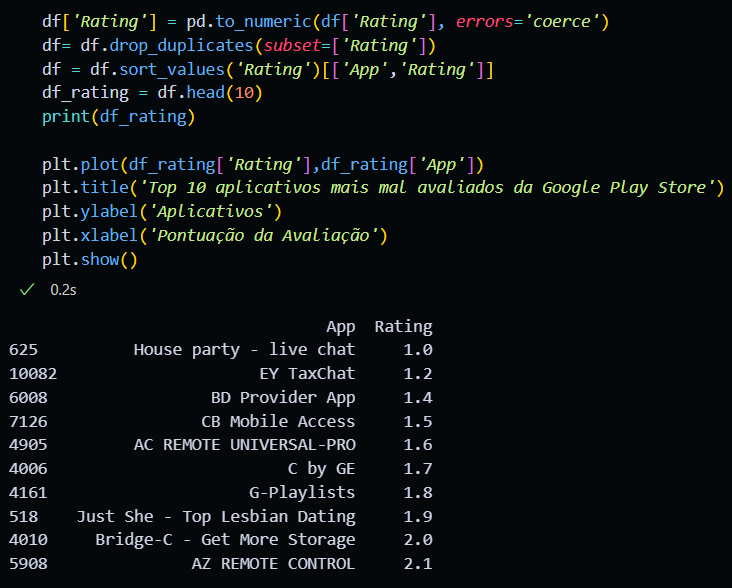 df['Rating'] = pd.to_numeric(df['Rating'], errors='coerce')
df= df.drop_duplicates(subset=['Rating'])
df = df.sort_values('Rating')[['App','Rating']]
df_rating = df.head(10)
print(df_rating)
plt.plot(df_rating['Rating'],df_rating['App'])
plt.title('Top 10 aplicativos mais mal avaliados da Google Play Store')
plt.ylabel('Aplicativos')
plt.xlabel('Pontuação da Avaliação')
plt.show()
✓ 0.2s
App Rating
625 House party - live chat 1.0
10082 EY TaxChat 1.2
6008 BD Provider App 1.4
7126 CB Mobile Access 1.5
4905 AC REMOTE UNIVERSAL-PRO 1.6
4006 C by GE 1.7
4161 G-Playlists 1.8
518 Just She - Top Lesbian Dating 1.9
4010 Bridge-C - Get More Storage 2.0
5908 AZ REMOTE CONTROL 2.1